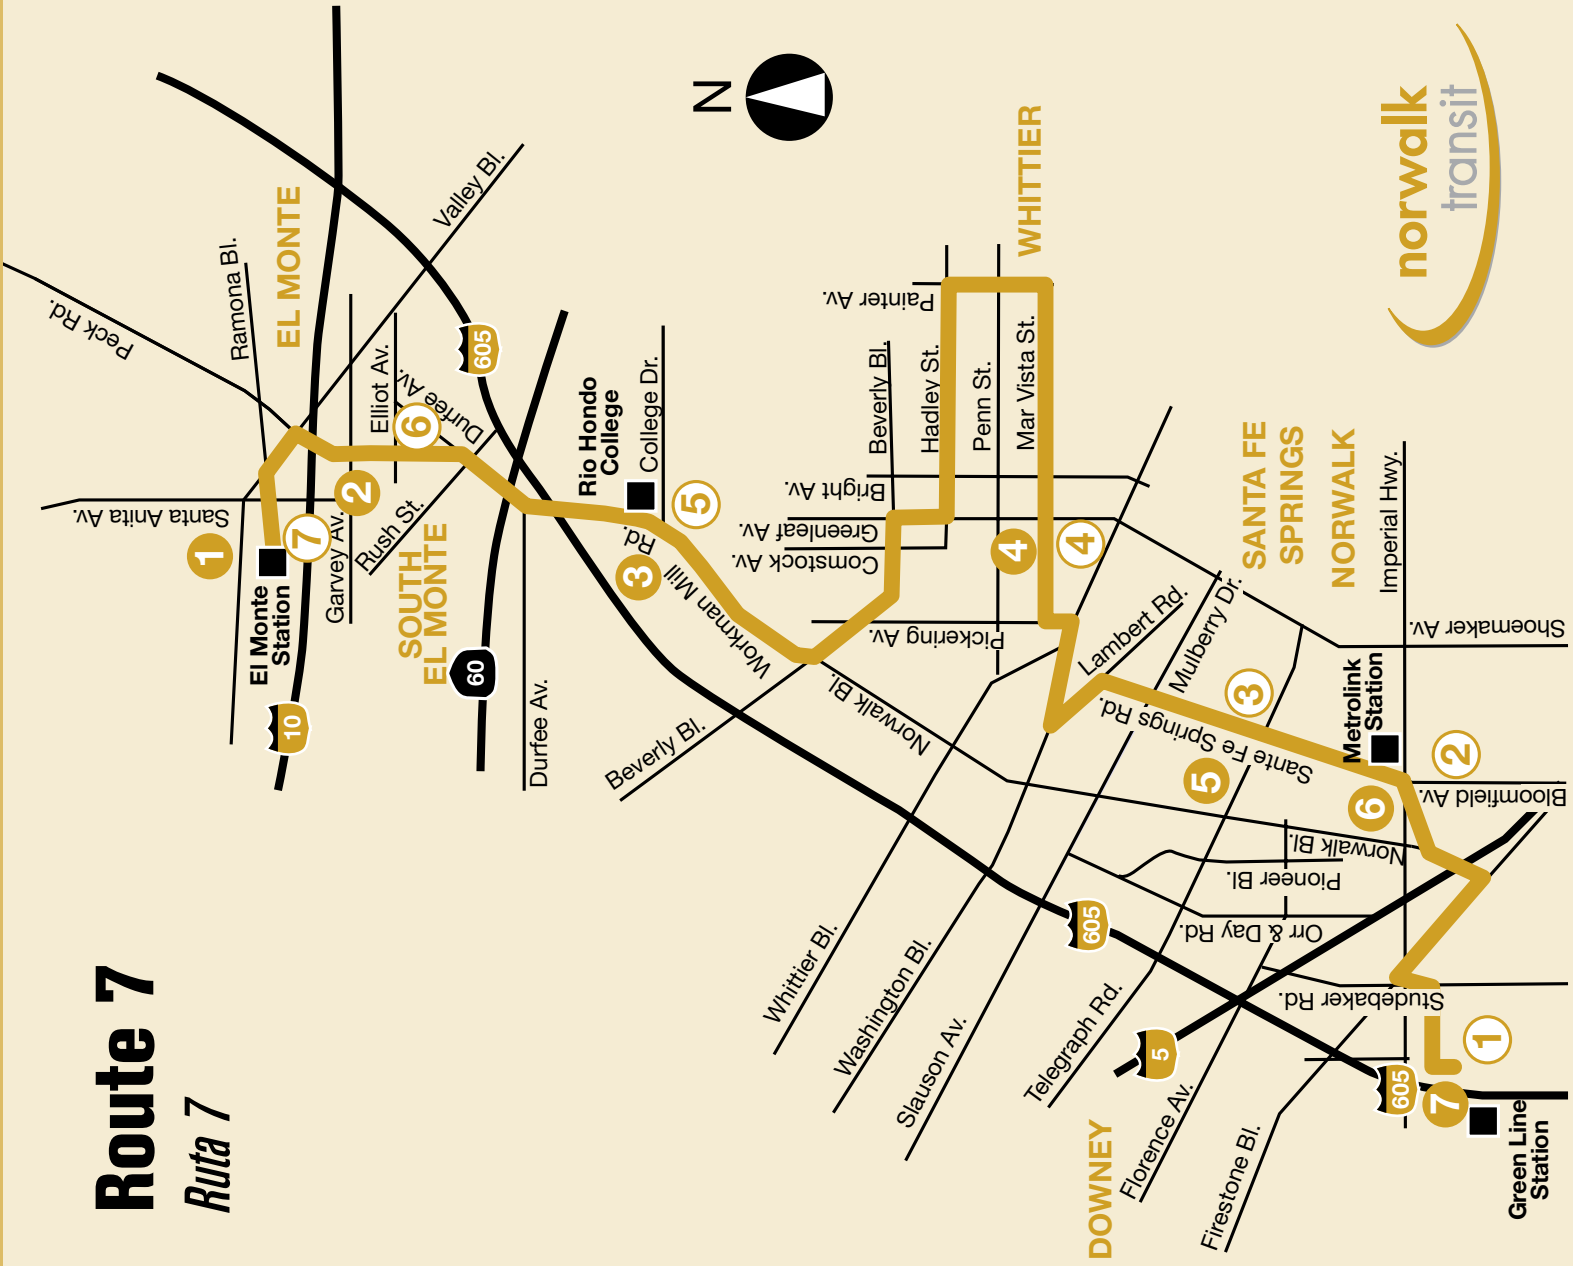 Route 7
Ruta 7
N
norwalk
transit
EL MONTE
SOUTH
EL MONTE
WHITTIER
SANTA FE
SPRINGS
NORWALK
DOWNEY
El Monte
Station
Rio Hondo
College
Metrolink
Station
Green Line
Station
Peck Rd.
Ramona Bl.
Valley Bl.
Santa Anita Av.
Garvey Av.
Elliot Av.
Durfee Av.
Rush St.
Durfee Av.
College Dr.
Workman Mill
Rd.
Beverly Bl.
Norwalk Bl.
Pickering Av.
Comstock Av.
Greenleaf Av.
Bright Av.
Beverly Bl.
Hadley St.
Painter Av.
Penn St.
Mar Vista St.
Lambert Rd.
Mulberry Dr.
Sante Fe Springs Rd.
Whittier Bl.
Washington Bl.
Slauson Av.
Telegraph Rd.
Florence Av.
Firestone Bl.
Imperial Hwy.
Shoemaker Av.
Bloomfield Av.
Norwalk Bl.
Pioneer Bl.
Orr & Day Rd.
Studebaker Rd.
10
60
605
605
605
5
1
2
3
4
5
6
7
1
2
3
4
5
6
7